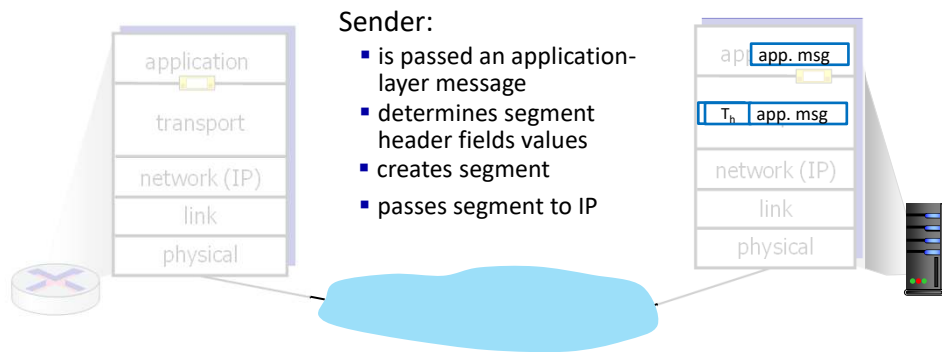 Sender:
▪ is passed an application-
layer message
▪ determines segment
header fields values
▪ creates segment
▪ passes segment to IP
application
transport
network (IP)
link
physical
app. msg
Tₕ app. msg
network (IP)
link
physical